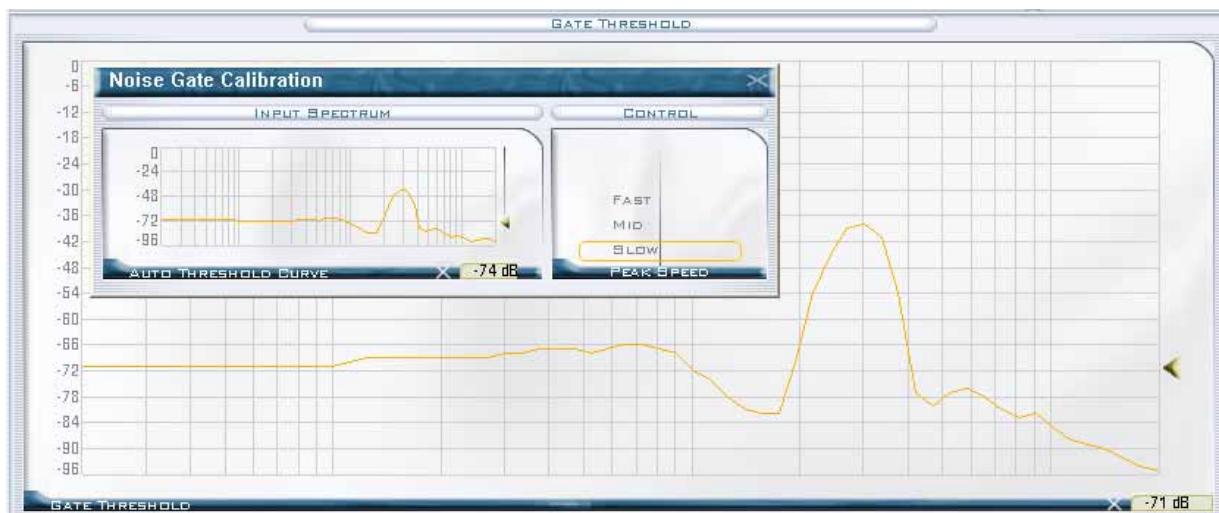 GATE THRESHOLD
0
-6
-12
-18
-24
-30
-36
-42
-48
-54
-60
-66
-72
-78
-84
-90
-96
Noise Gate Calibration
INPUT SPECTRUM
0
-24
-48
-72
-96
AUTO THRESHOLD CURVE
-74 dB
CONTROL
FAST
MID
SLOW
PEAK SPEED
GATE THRESHOLD
-71 dB